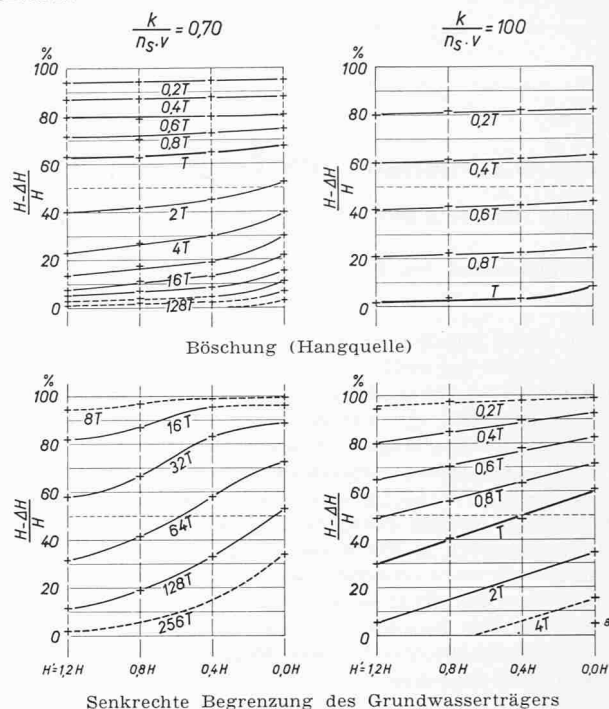 k/(n_S · v) = 0,70
k/(n_S · v) = 100
%
100
80
60
40
20
0
(H-ΔH)/H
0,2T
0,4T
0,6T
0,8T
T
2T
4T
16T
128T
%
100
80
60
40
20
0
(H-ΔH)/H
0,2T
0,4T
0,6T
0,8T
T
Böschung (Hangquelle)
%
100
80
60
40
20
0
(H-ΔH)/H
8T
16T
32T
64T
128T
256T
H'=1,2H 0,8H 0,4H 0,0H
%
100
80
60
40
20
0
(H-ΔH)/H
0,2T
0,4T
0,6T
0,8T
T
2T
4T
H'=1,2H 0,8H 0,4H 0,0H
Senkrechte Begrenzung des Grundwasserträgers